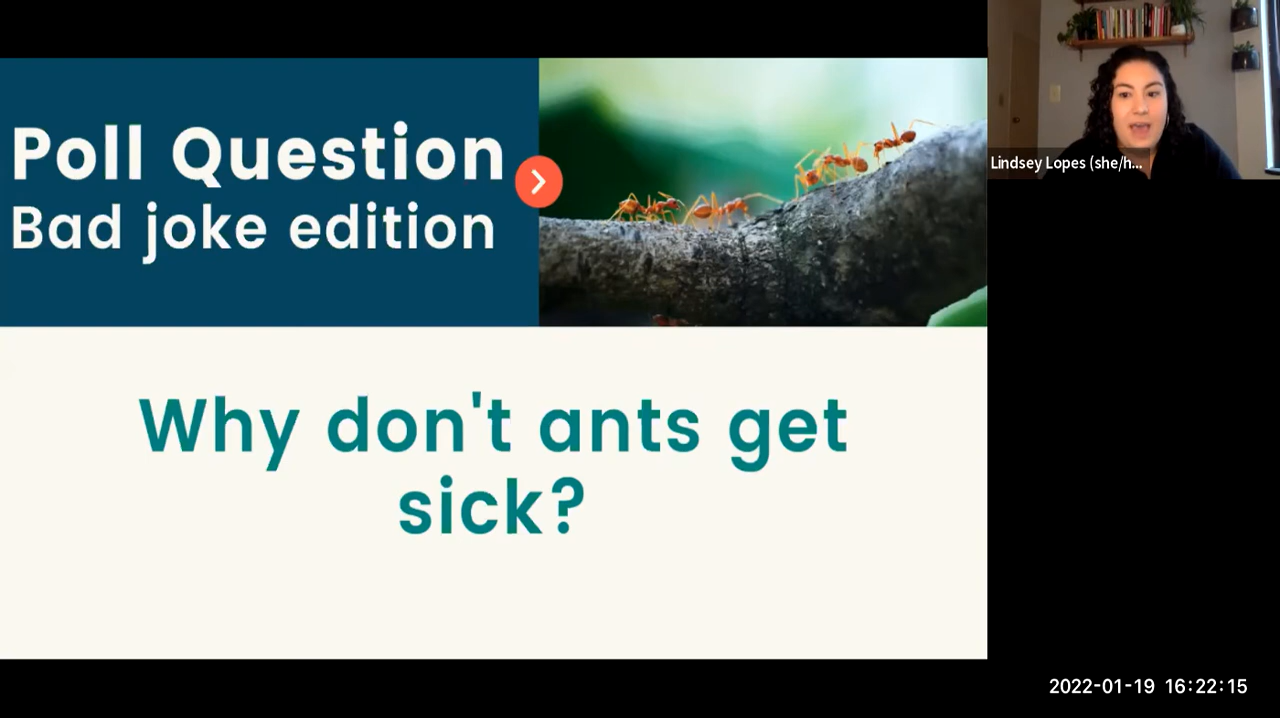 Poll Question
Bad joke edition
Why don't ants get
sick?
Lindsey Lopes (she/h...
2022-01-19 16:22:15